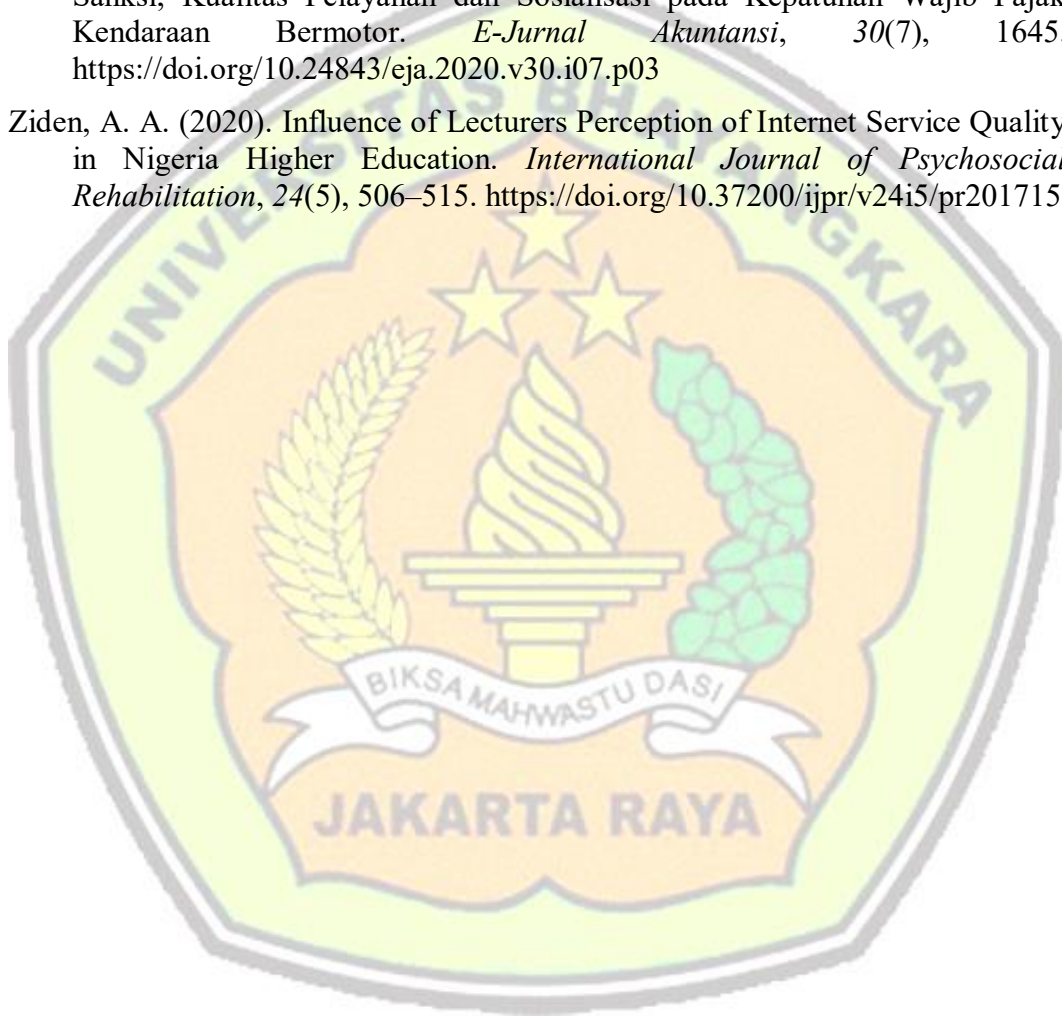 Sanksi, Kualitas Pelayanan dan Sosialisasi pada Kepatuhan Wajib Pajak
Kendaraan Bermotor. E-Jurnal Akuntansi, 30(7), 1645.
https://doi.org/10.24843/eja.2020.v30.i07.p03
Ziden, A. A. (2020). Influence of Lecturers Perception of Internet Service Quality
in Nigeria Higher Education. International Journal of Psychosocial
Rehabilitation, 24(5), 506–515. https://doi.org/10.37200/ijpr/v24i5/pr201715
UNIVERSITAS BHAYANGKARA
BIKSA MAHWASTU DASI
JAKARTA RAYA